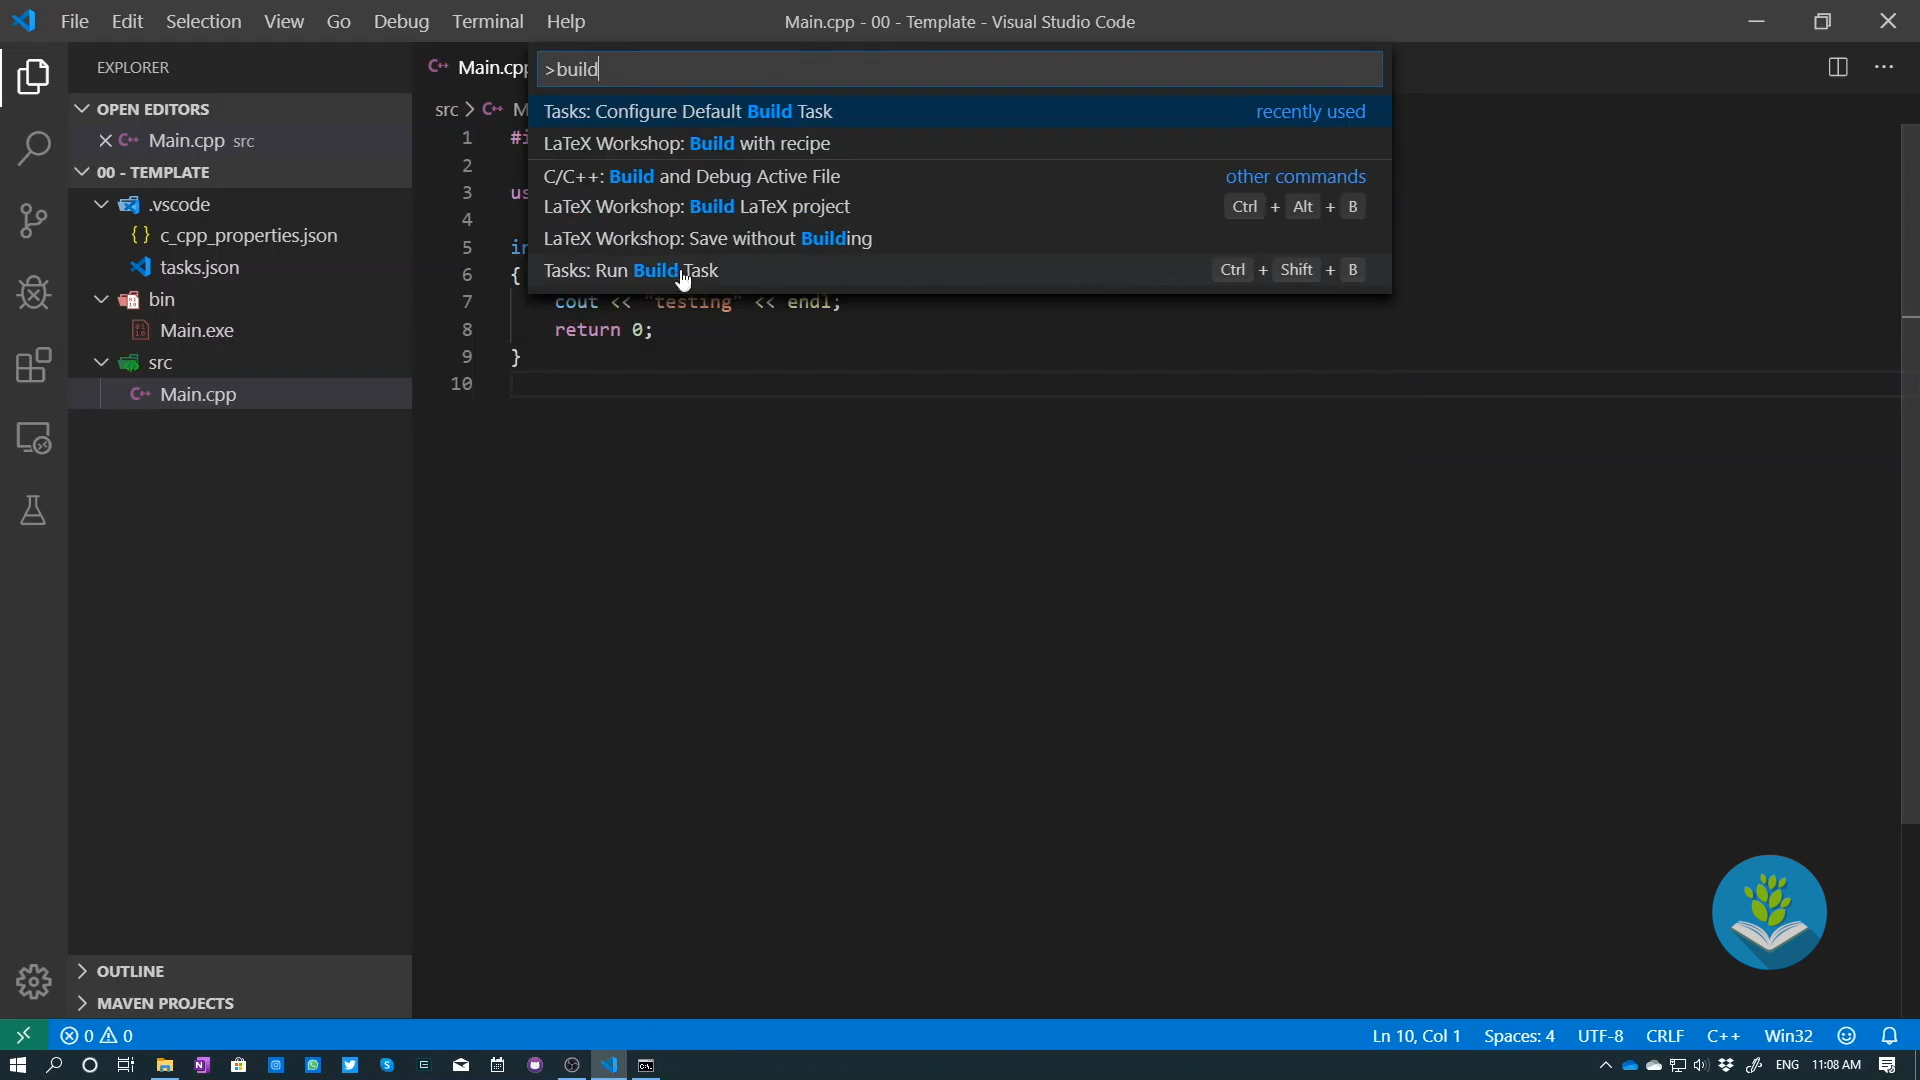 File Edit Selection View Go Debug Terminal Help
Main.cpp - 00 - Template - Visual Studio Code
EXPLORER
OPEN EDITORS
Main.cpp src
00 - TEMPLATE
.vscode
c_cpp_properties.json
tasks.json
bin
Main.exe
src
Main.cpp
OUTLINE
MAVEN PROJECTS
Main.cpp
>build
Tasks: Configure Default Build Task recently used
LaTeX Workshop: Build with recipe
C/C++: Build and Debug Active File other commands
LaTeX Workshop: Build LaTeX project Ctrl + Alt + B
LaTeX Workshop: Save without Building
Tasks: Run Build Task Ctrl + Shift + B
src > C++ M
1 #i
2
3 us
4
5 in
6 {
7 cout << "testing" << endl;
8 return 0;
9 }
10
0 0
Ln 10, Col 1 Spaces: 4 UTF-8 CRLF C++ Win32
ENG 11:08 AM